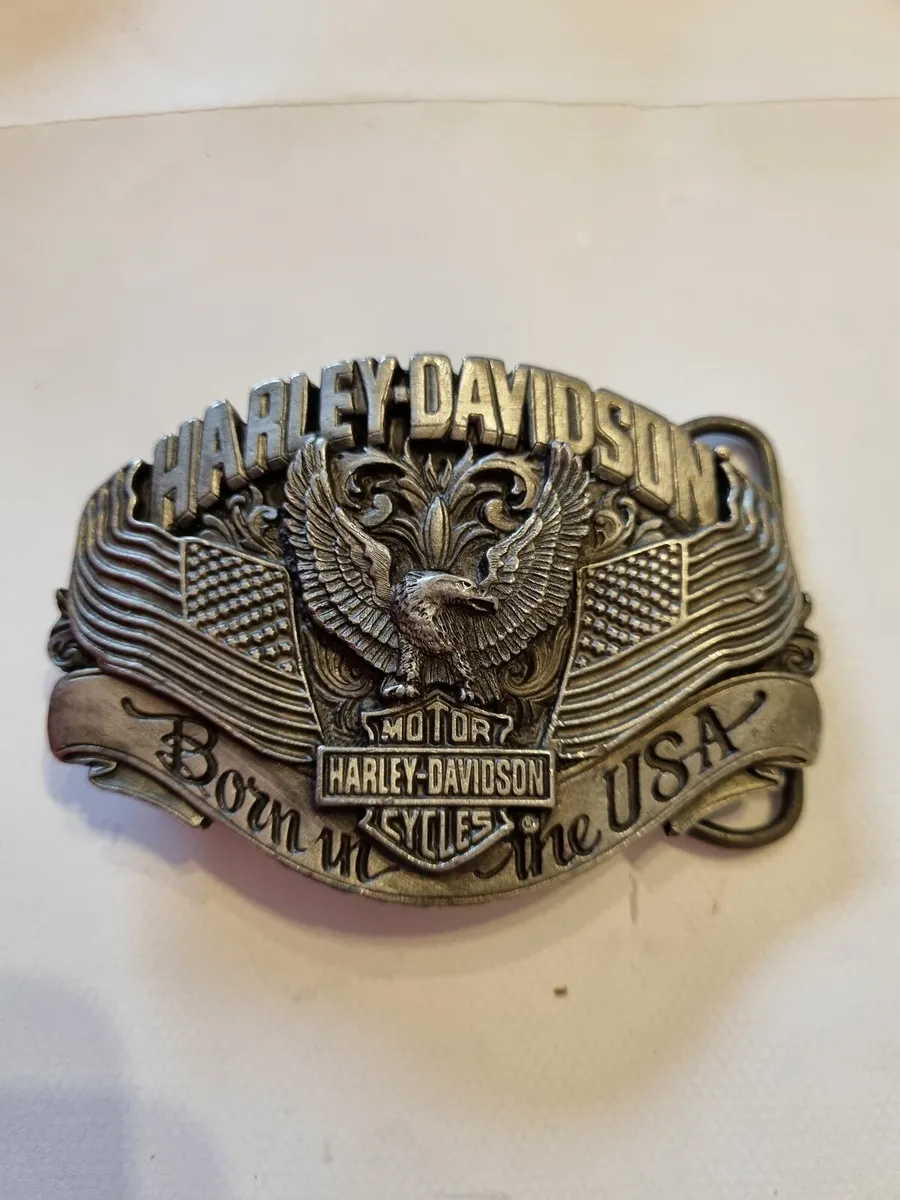 HARLEY-DAVIDSON
MOTOR
HARLEY-DAVIDSON
CYCLES ®
Born in the USA